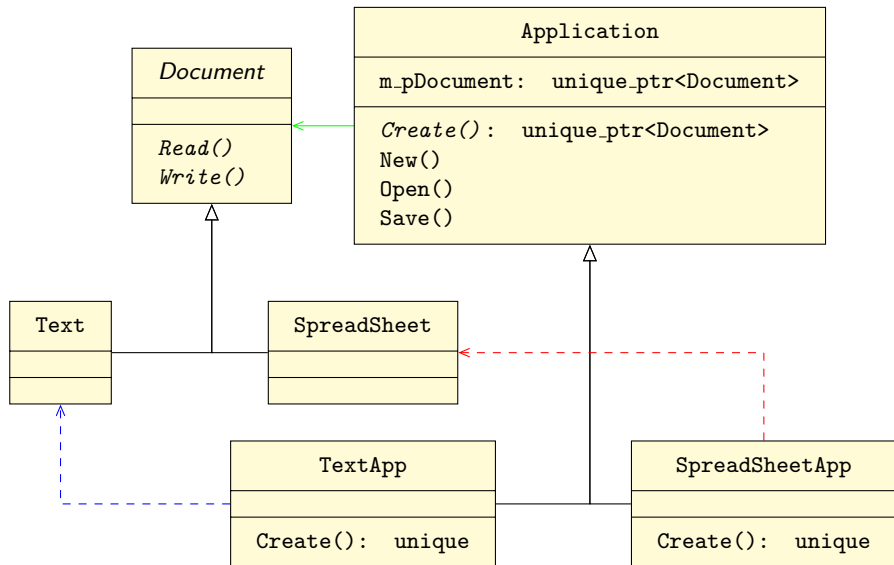 Document
Read()
Write()
Application
m_pDocument: unique_ptr<Document>
Create(): unique_ptr<Document>
New()
Open()
Save()
Text
SpreadSheet
TextApp
Create(): unique
SpreadSheetApp
Create(): unique